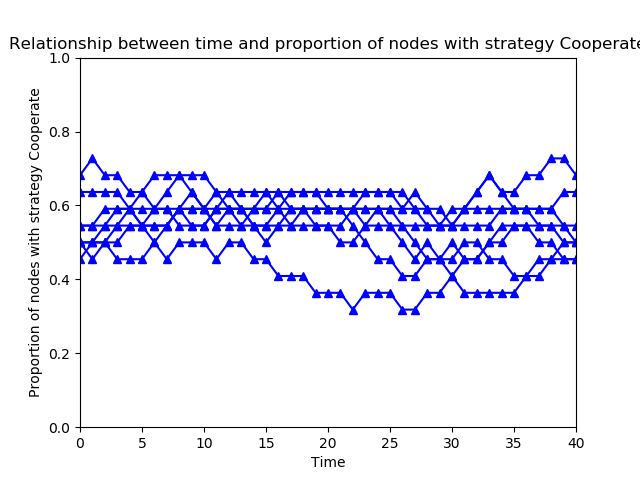 Relationship between time and proportion of nodes with strategy Cooperate
Proportion of nodes with strategy Cooperate
1.0
0.8
0.6
0.4
0.2
0.0
0 5 10 15 20 25 30 35 40
Time